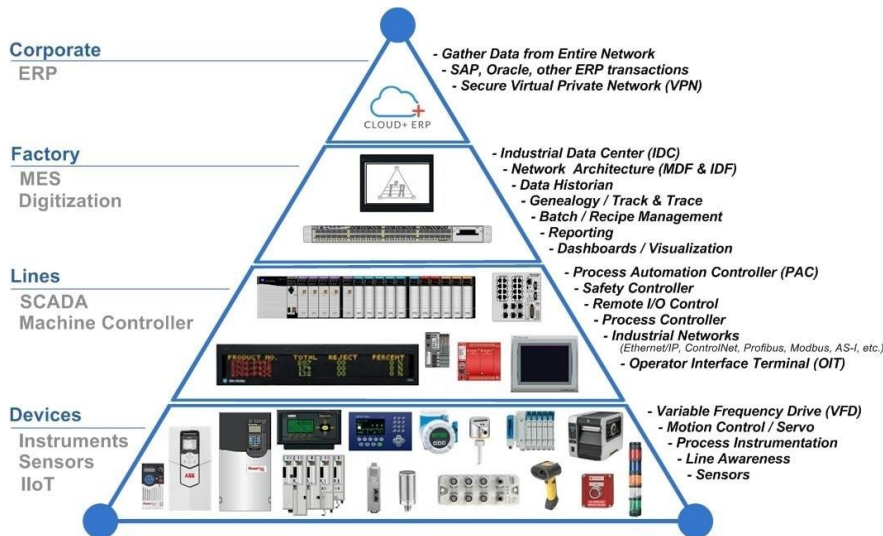 Corporate
ERP
- Gather Data from Entire Network
- SAP, Oracle, other ERP transactions
- Secure Virtual Private Network (VPN)
CLOUD+ ERP
Factory
MES
Digitization
- Industrial Data Center (IDC)
- Network Architecture (MDF & IDF)
- Data Historian
- Genealogy / Track & Trace
- Batch / Recipe Management
- Reporting
- Dashboards / Visualization
Lines
SCADA
Machine Controller
- Process Automation Controller (PAC)
- Safety Controller
- Remote I/O Control
- Process Controller
- Industrial Networks
(Ethernet/IP, ControlNet, Profibus, Modbus, AS-I, etc.)
- Operator Interface Terminal (OIT)
PRODUCT NO. TOTAL REJECT PERCENT
Devices
Instruments
Sensors
IIoT
- Variable Frequency Drive (VFD)
- Motion Control / Servo
- Process Instrumentation
- Line Awareness
- Sensors
ABB